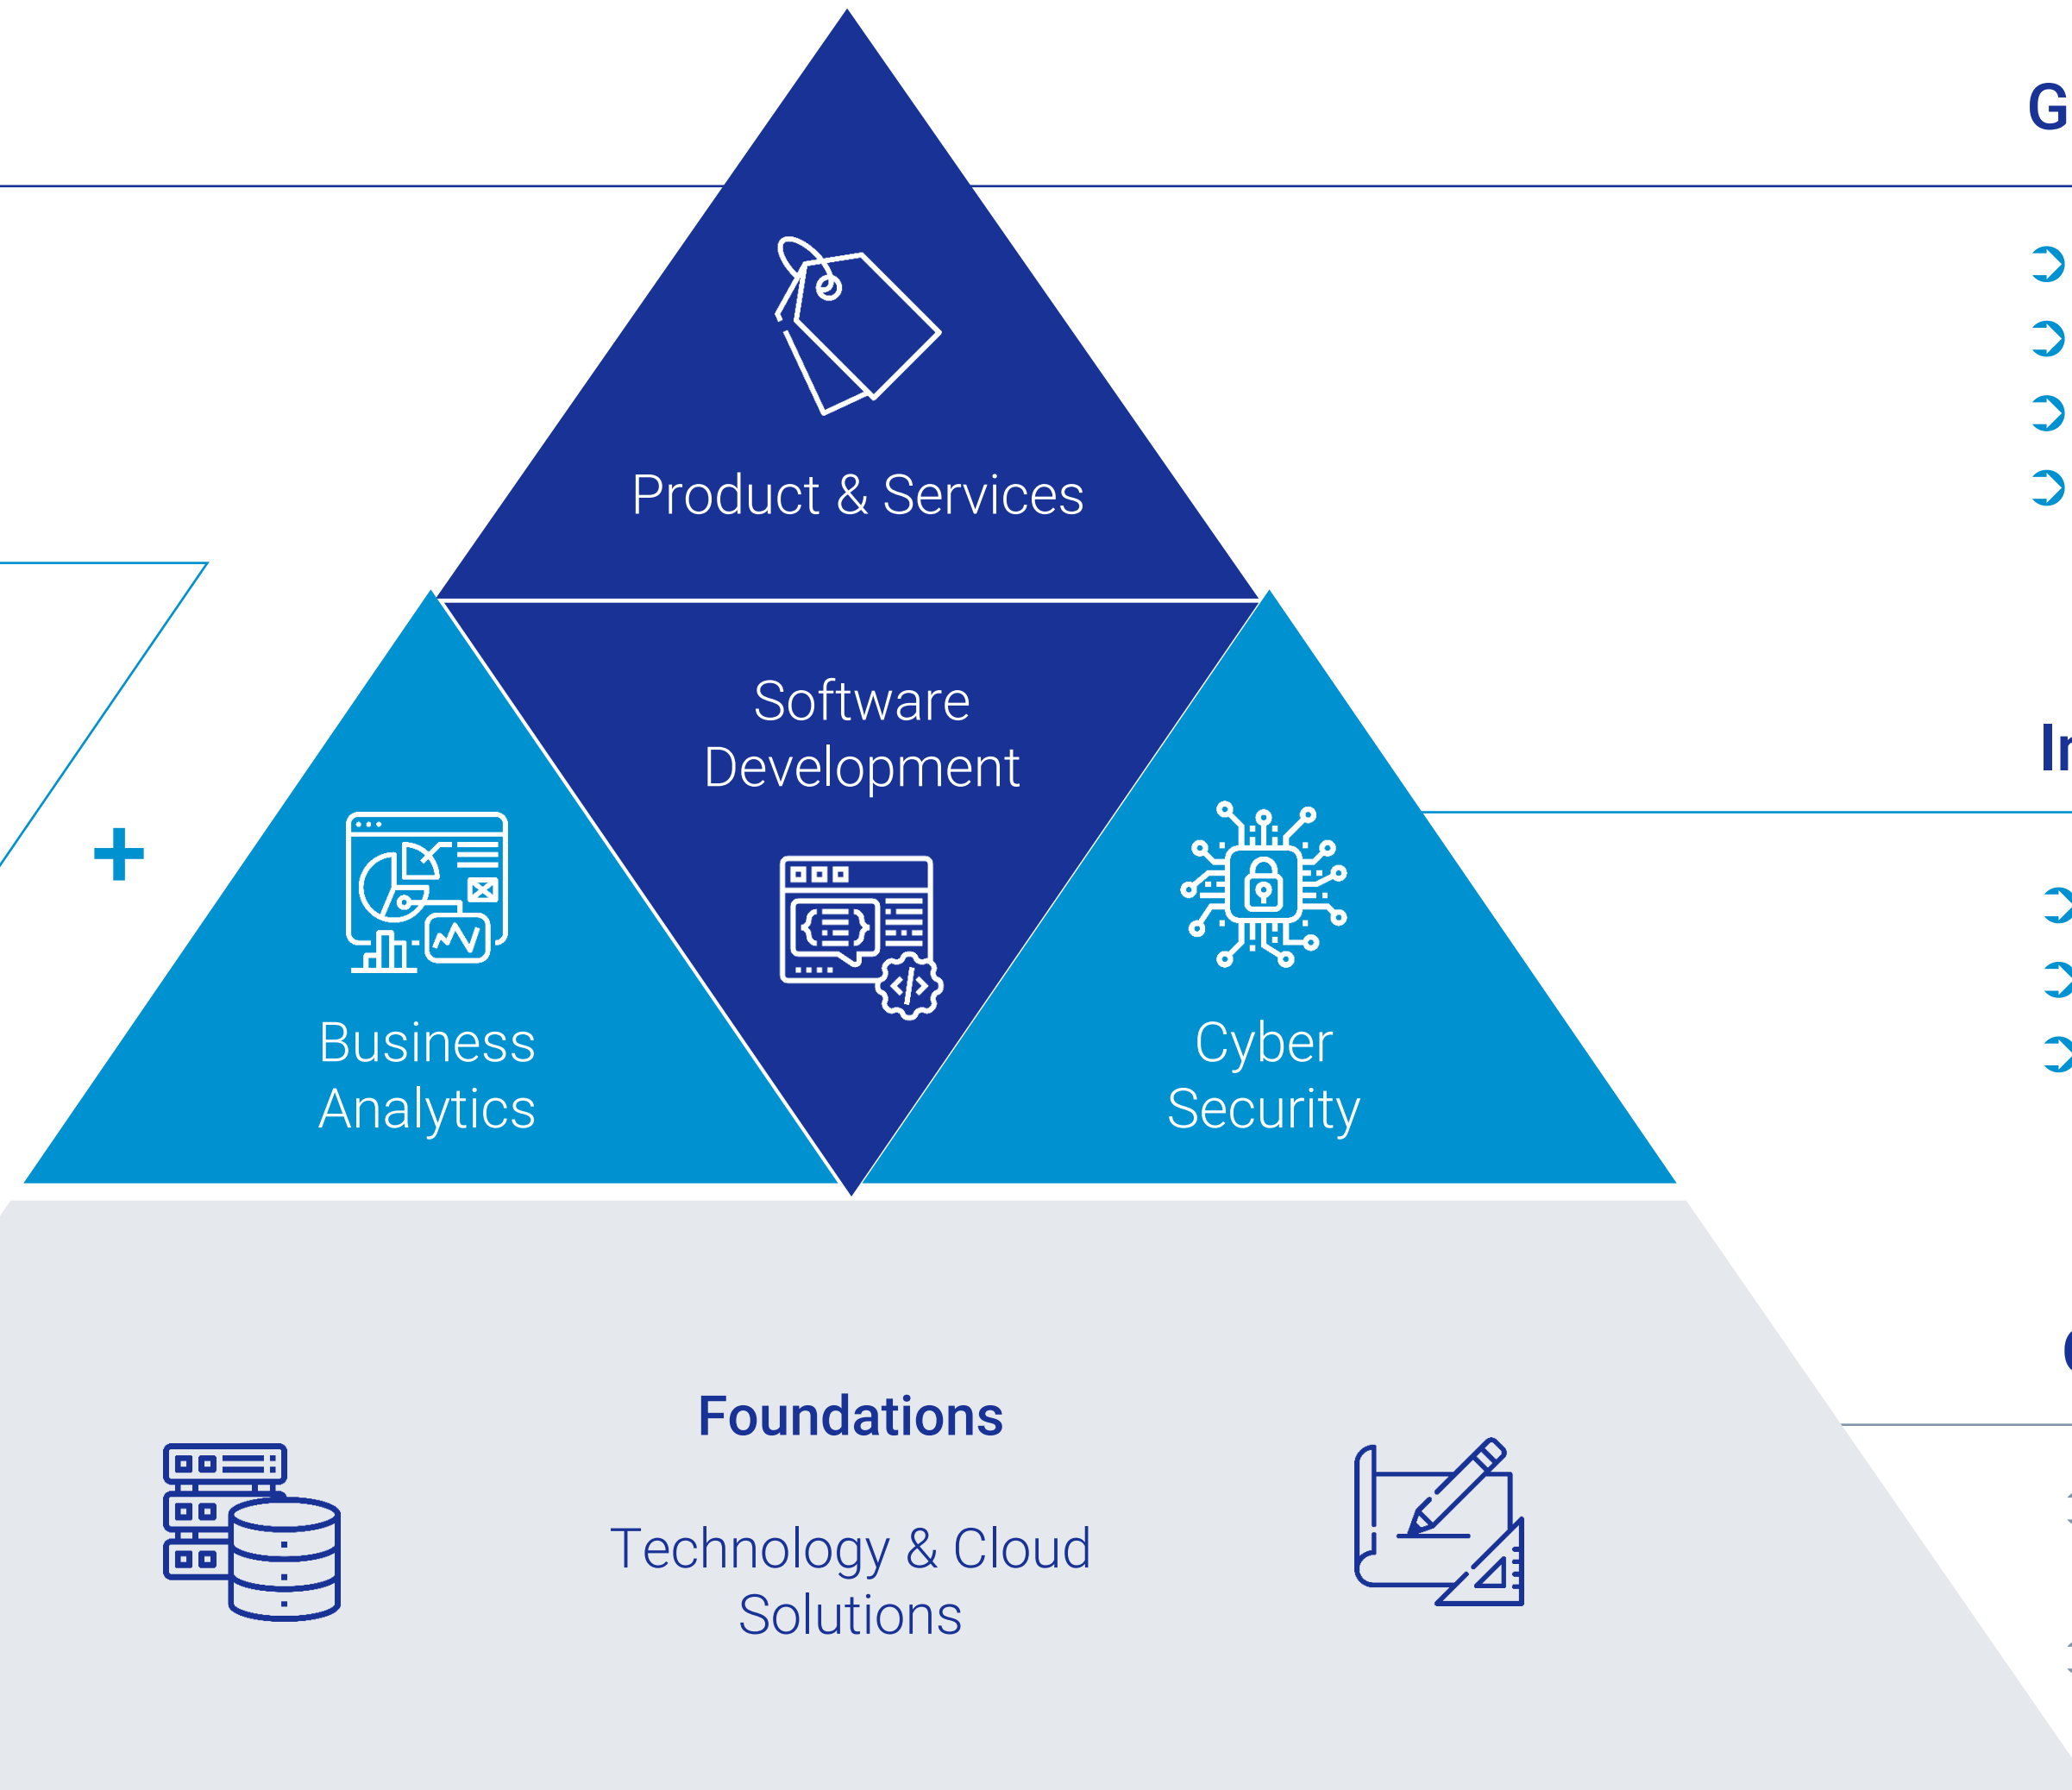 Product & Services
Software
Development
Business
Analytics
Cyber
Security
Foundations
Technology & Cloud
Solutions